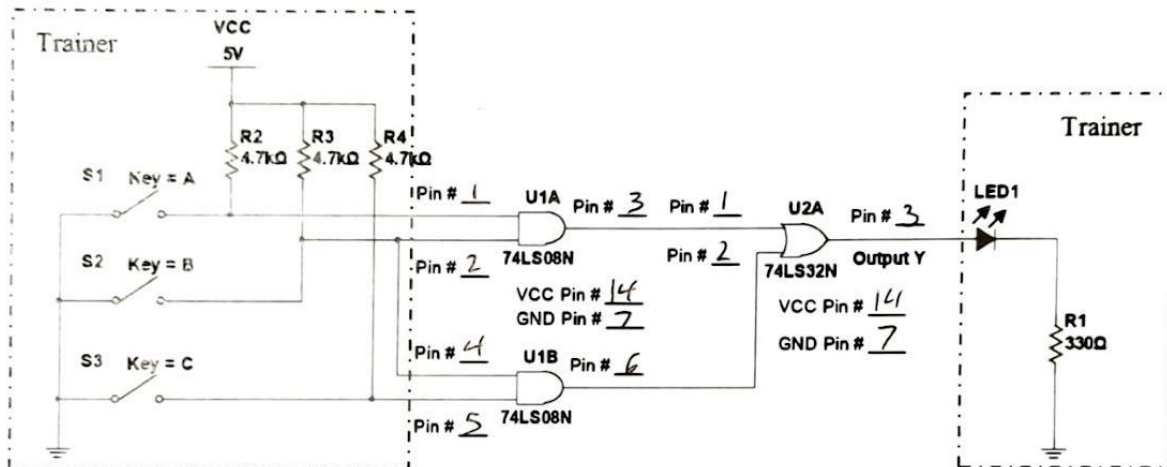 Trainer
VCC
5V
R2
4.7kΩ
R3
4.7kΩ
R4
4.7kΩ
S1 Key = A
S2 Key = B
S3 Key = C
Pin # 1
U1A
Pin # 3
Pin # 1
U2A
Pin # 3
LED1
Trainer
Pin # 2
74LS08N
Pin # 2
74LS32N
Output Y
VCC Pin # 14
GND Pin # 7
VCC Pin # 14
GND Pin # 7
R1
330Ω
Pin # 4
U1B
Pin # 6
Pin # 5
74LS08N